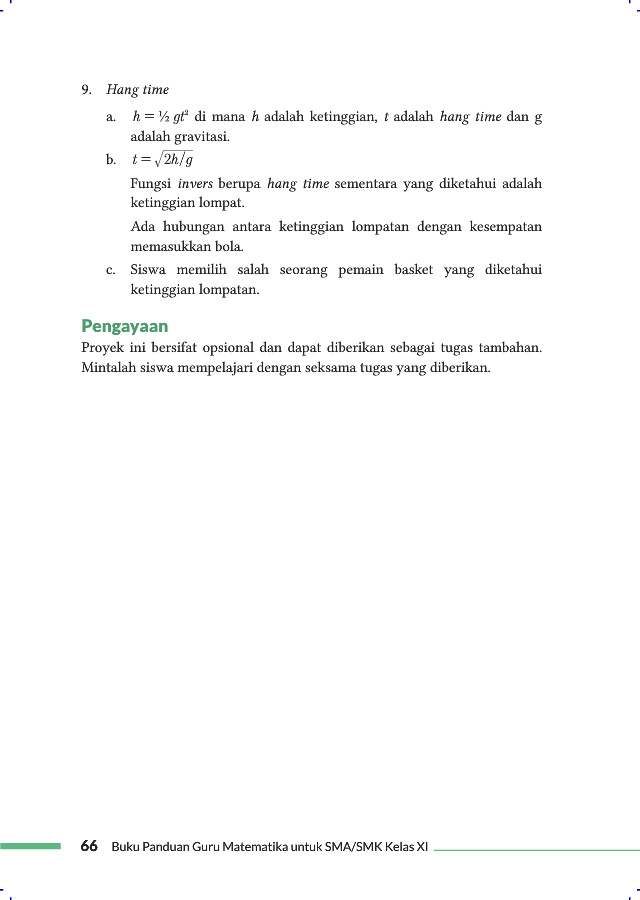 9. Hang time
a. h = ½ gt² di mana h adalah ketinggian, t adalah hang time dan g
adalah gravitasi.
b. t = √2h/g
Fungsi invers berupa hang time sementara yang diketahui adalah
ketinggian lompat.
Ada hubungan antara ketinggian lompatan dengan kesempatan
memasukkan bola.
c. Siswa memilih salah seorang pemain basket yang diketahui
ketinggian lompatan.
Pengayaan
Proyek ini bersifat opsional dan dapat diberikan sebagai tugas tambahan.
Mintalah siswa mempelajari dengan seksama tugas yang diberikan.
66 Buku Panduan Guru Matematika untuk SMA/SMK Kelas XI